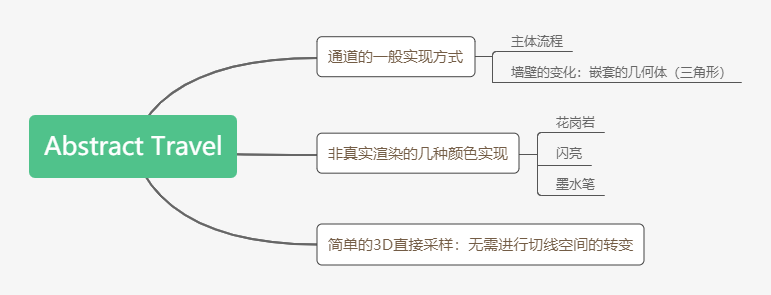 Abstract Travel
通道的一般实现方式
主体流程
墙壁的变化：嵌套的几何体（三角形）
非真实渲染的几种颜色实现
花岗岩
闪亮
墨水笔
简单的3D直接采样：无需进行切线空间的转变